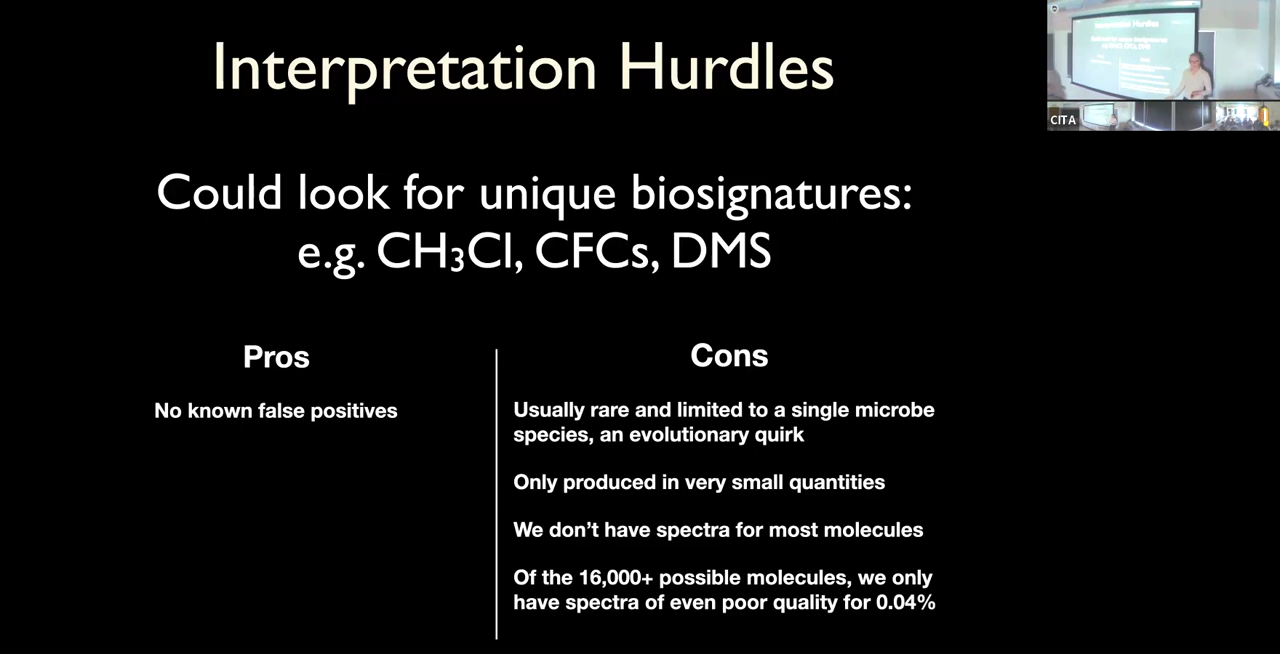 Interpretation Hurdles
Could look for unique biosignatures:
e.g. CH₃Cl, CFCs, DMS
Pros
No known false positives
Cons
Usually rare and limited to a single microbe
species, an evolutionary quirk
Only produced in very small quantities
We don't have spectra for most molecules
Of the 16,000+ possible molecules, we only
have spectra of even poor quality for 0.04%
Interpretation Hurdles
CITA